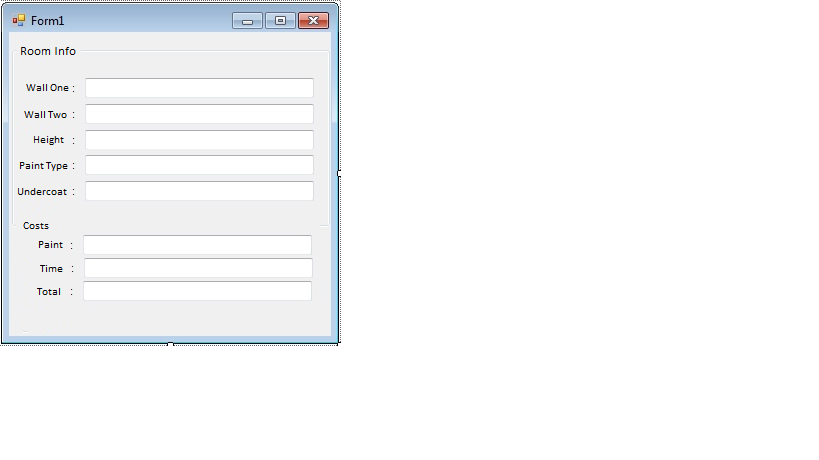 Form1
Room Info
Wall One :
Wall Two :
Height :
Paint Type :
Undercoat :
Costs
Paint :
Time :
Total :